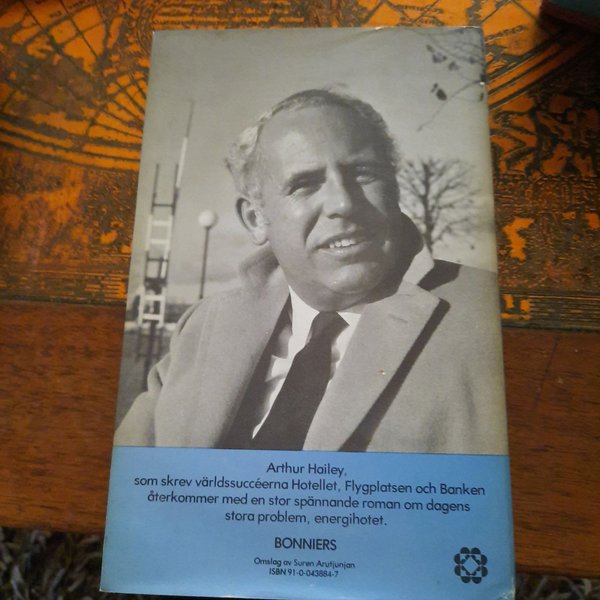 Arthur Hailey,
som skrev världssuccéerna Hotellet, Flygplatsen och Banken
återkommer med en stor spännande roman om dagens
stora problem, energihotet.
BONNIERS
Omslag av Suren Arutjunjan
ISBN 91-0-043884-7